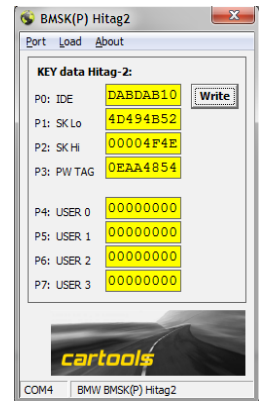 BMSK(P) Hitag2
Port Load About
KEY data Hitag-2:
P0: IDE DABDAB10 Write
P1: SK Lo 4D494B52
P2: SK Hi 00004F4E
P3: PW TAG 0EAA4854
P4: USER 0 00000000
P5: USER 1 00000000
P6: USER 2 00000000
P7: USER 3 00000000
cartools
COM4 BMW BMSK(P) Hitag2